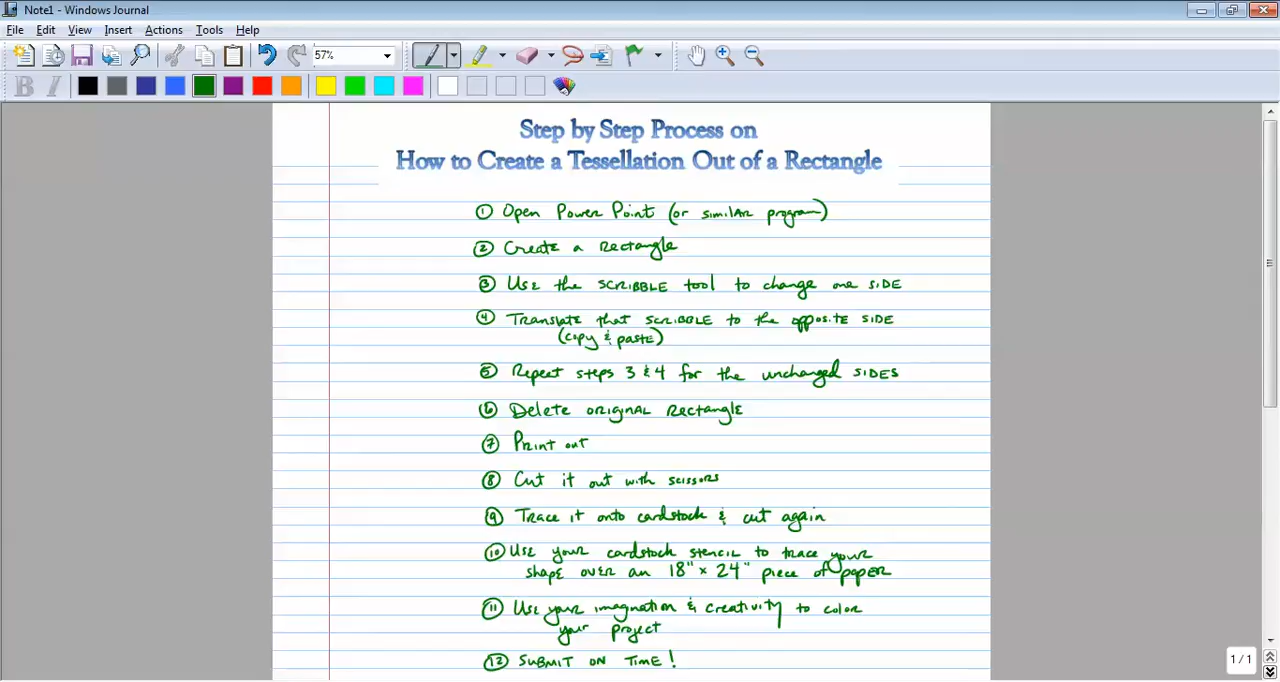 Note1 - Windows Journal
File Edit View Insert Actions Tools Help
57%
B I
Step by Step Process on
How to Create a Tessellation Out of a Rectangle
① Open Power Point (or similar program)
② Create a Rectangle
③ Use the SCRIBBLE tool to change one SIDE
④ Translate that SCRIBBLE to the opposite SIDE
(copy & paste)
⑤ Repeat steps 3 & 4 for the unchanged SIDES
⑥ Delete original Rectangle
⑦ Print out
⑧ Cut it out with scissors
⑨ Trace it onto cardstock & cut again
⑩ Use your cardstock stencil to trace your
shape over an 18" x 24" piece of paper
⑪ Use your imagination & creativity to color
your project
⑫ SUBMIT ON TIME!
1 / 1